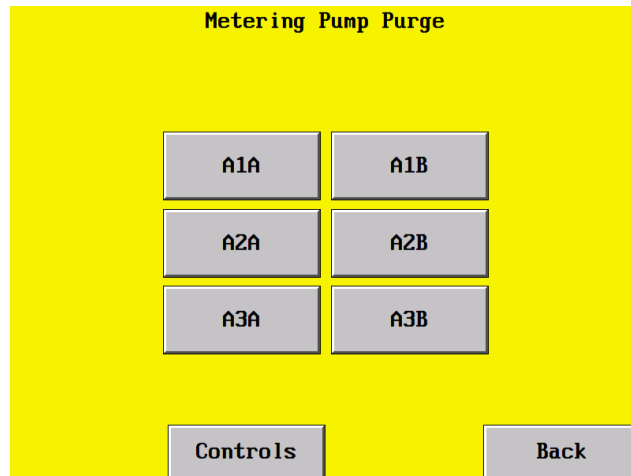 Metering Pump Purge
A1A A1B
A2A A2B
A3A A3B
Controls Back